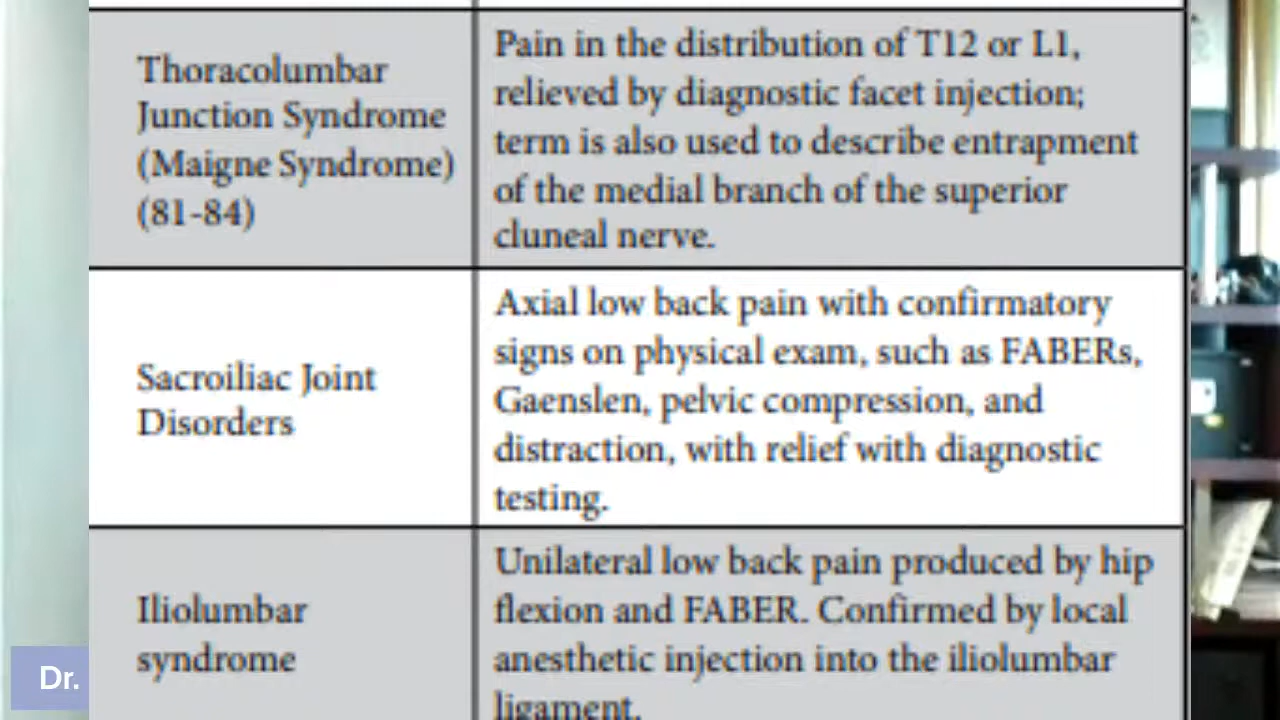 Thoracolumbar
Junction Syndrome
(Maigne Syndrome)
(81-84)
Pain in the distribution of T12 or L1,
relieved by diagnostic facet injection;
term is also used to describe entrapment
of the medial branch of the superior
cluneal nerve.
Sacroiliac Joint
Disorders
Axial low back pain with confirmatory
signs on physical exam, such as FABERs,
Gaenslen, pelvic compression, and
distraction, with relief with diagnostic
testing.
Iliolumbar
syndrome
Unilateral low back pain produced by hip
flexion and FABER. Confirmed by local
anesthetic injection into the iliolumbar
ligament.
Dr.